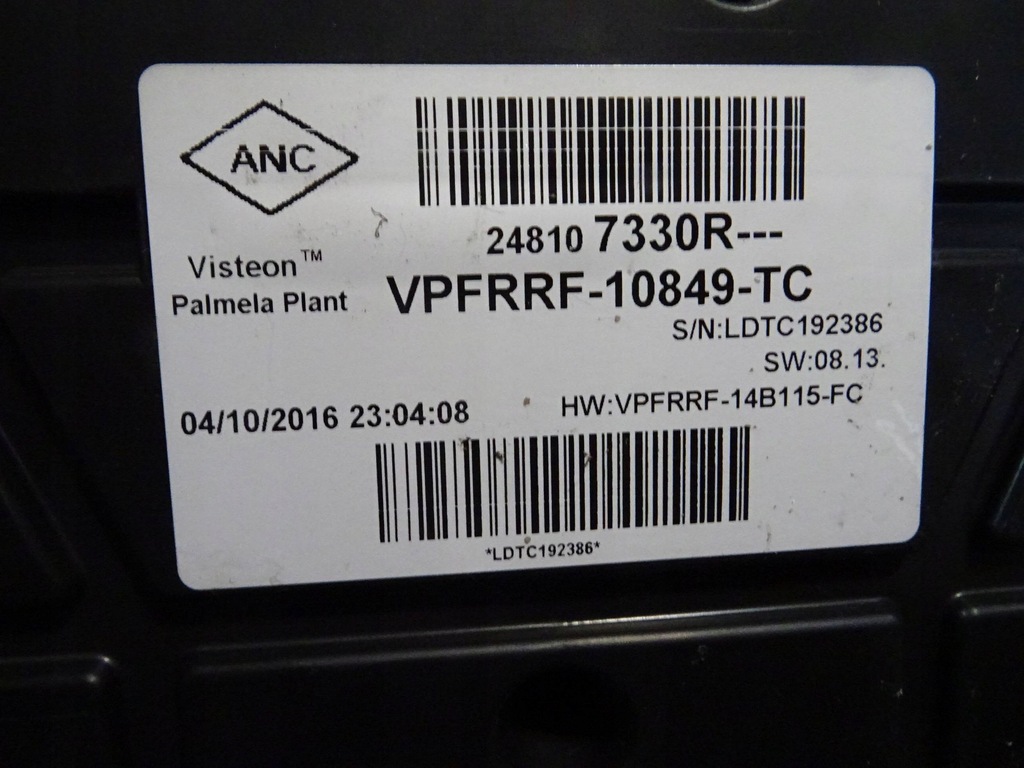 ANC
Visteon™
Palmela Plant
24810 7330R---
VPFRRF-10849-TC
S/N:LDTC192386
SW:08.13.
04/10/2016 23:04:08
HW:VPFRRF-14B115-FC
*LDTC192386*